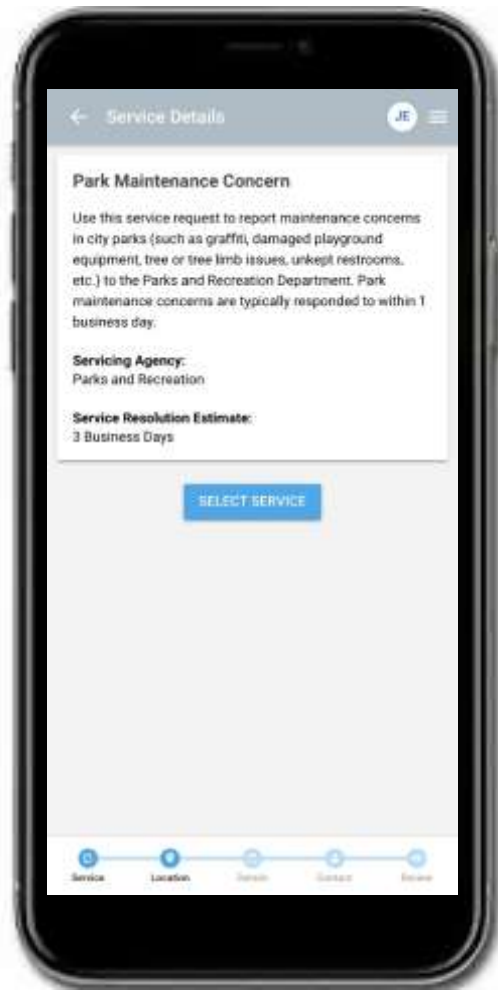 Service Details
JE
Park Maintenance Concern
Use this service request to report maintenance concerns
in city parks (such as graffiti, damaged playground
equipment, tree or tree limb issues, unkept restrooms,
etc.) to the Parks and Recreation Department. Park
maintenance concerns are typically responded to within 1
business day.
Servicing Agency:
Parks and Recreation
Service Resolution Estimate:
3 Business Days
SELECT SERVICE
Service Location Details Contact Review